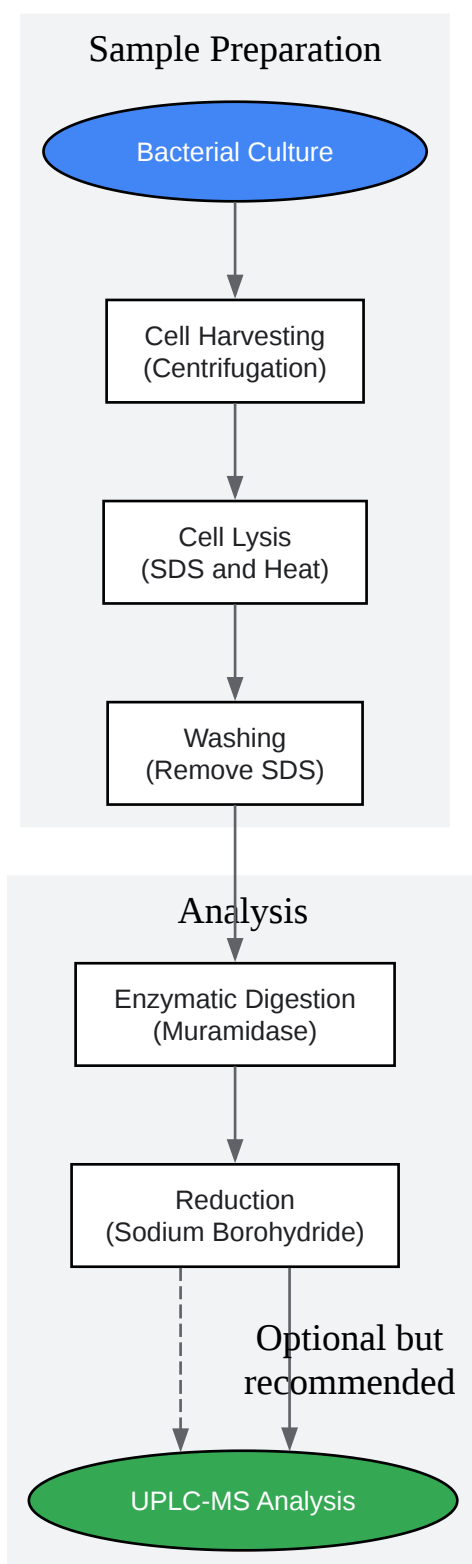 Sample Preparation
Bacterial Culture
Cell Harvesting
(Centrifugation)
Cell Lysis
(SDS and Heat)
Washing
(Remove SDS)
Analysis
Enzymatic Digestion
(Muramidase)
Reduction
(Sodium Borohydride)
Optional but
recommended
UPLC-MS Analysis